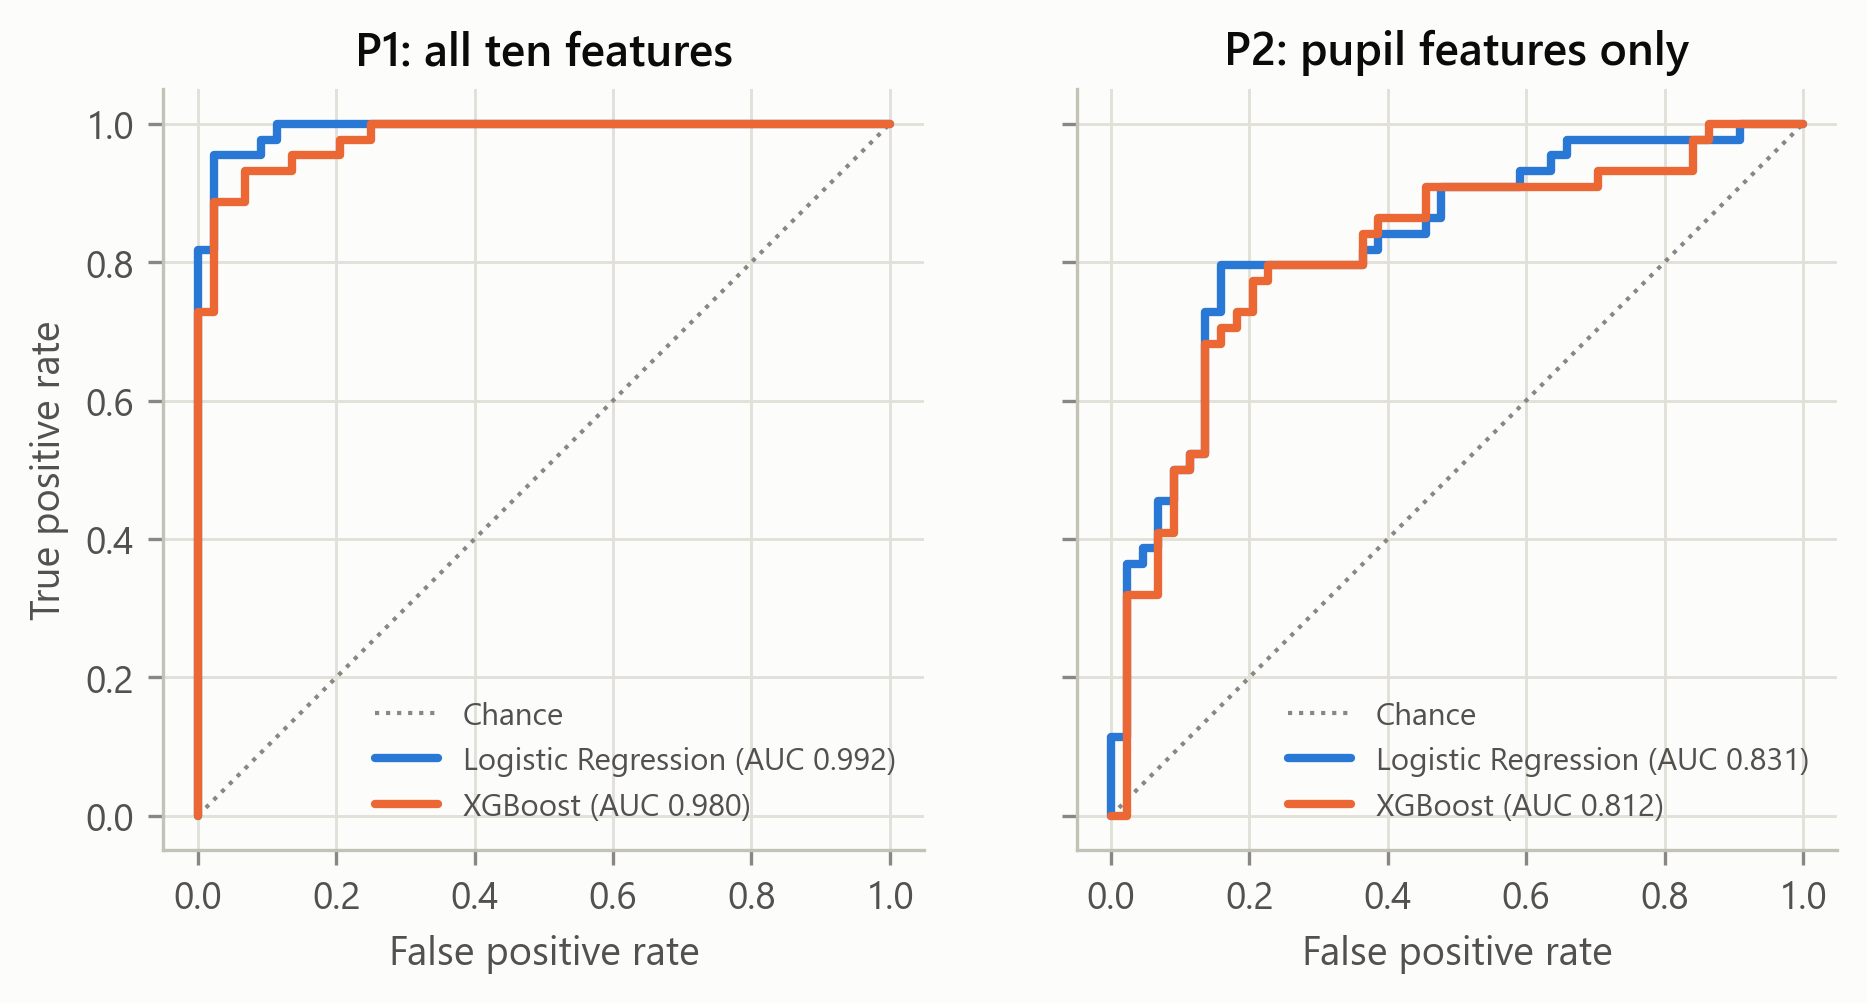 P1: all ten features
True positive rate
1.0
0.8
0.6
0.4
0.2
0.0
Chance
Logistic Regression (AUC 0.992)
XGBoost (AUC 0.980)
0.0 0.2 0.4 0.6 0.8 1.0
False positive rate
P2: pupil features only
Chance
Logistic Regression (AUC 0.831)
XGBoost (AUC 0.812)
0.0 0.2 0.4 0.6 0.8 1.0
False positive rate